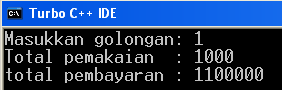 C:\ Turbo C++ IDE
Masukkan golongan: 1
Total pemakaian  : 1000
total pembayaran : 1100000